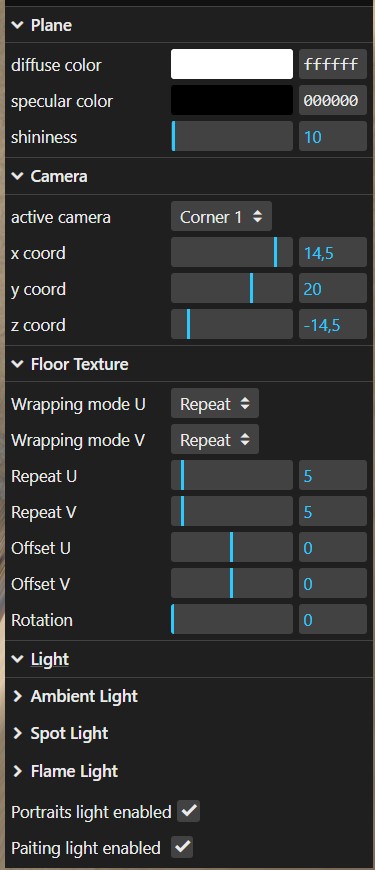 Plane
diffuse color ffffff
specular color 000000
shininess 10
Camera
active camera Corner 1
x coord 14,5
y coord 20
z coord -14,5
Floor Texture
Wrapping mode U Repeat
Wrapping mode V Repeat
Repeat U 5
Repeat V 5
Offset U 0
Offset V 0
Rotation 0
Light
Ambient Light
Spot Light
Flame Light
Portraits light enabled
Paiting light enabled